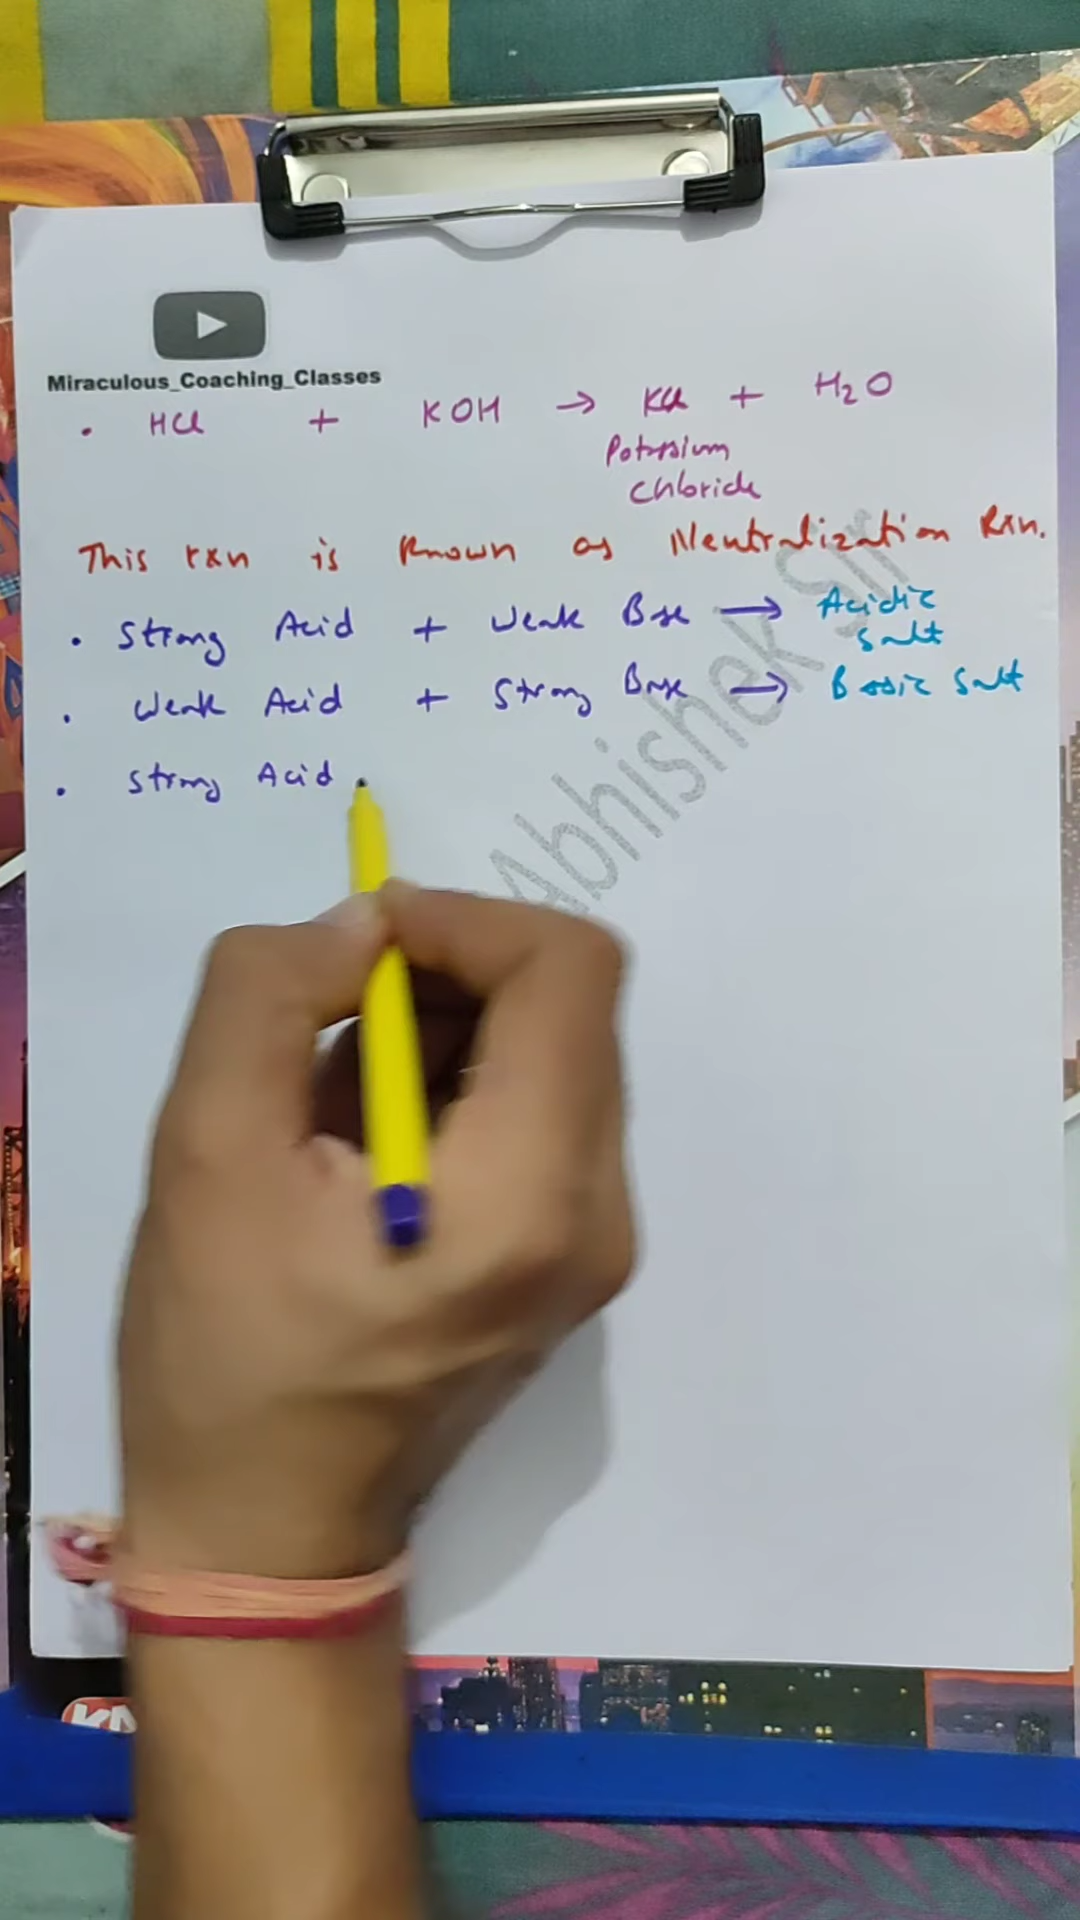 Miraculous_Coaching_Classes
• HCl + KOH → KCl + H₂O
Potassium
Chloride
This rxn is known as Neutralization Rxn.
• Strong Acid + Weak Base → Acidic
Salt
• Weak Acid + Strong Base → Basic Salt
• Strong Acid
Abhishek Sir